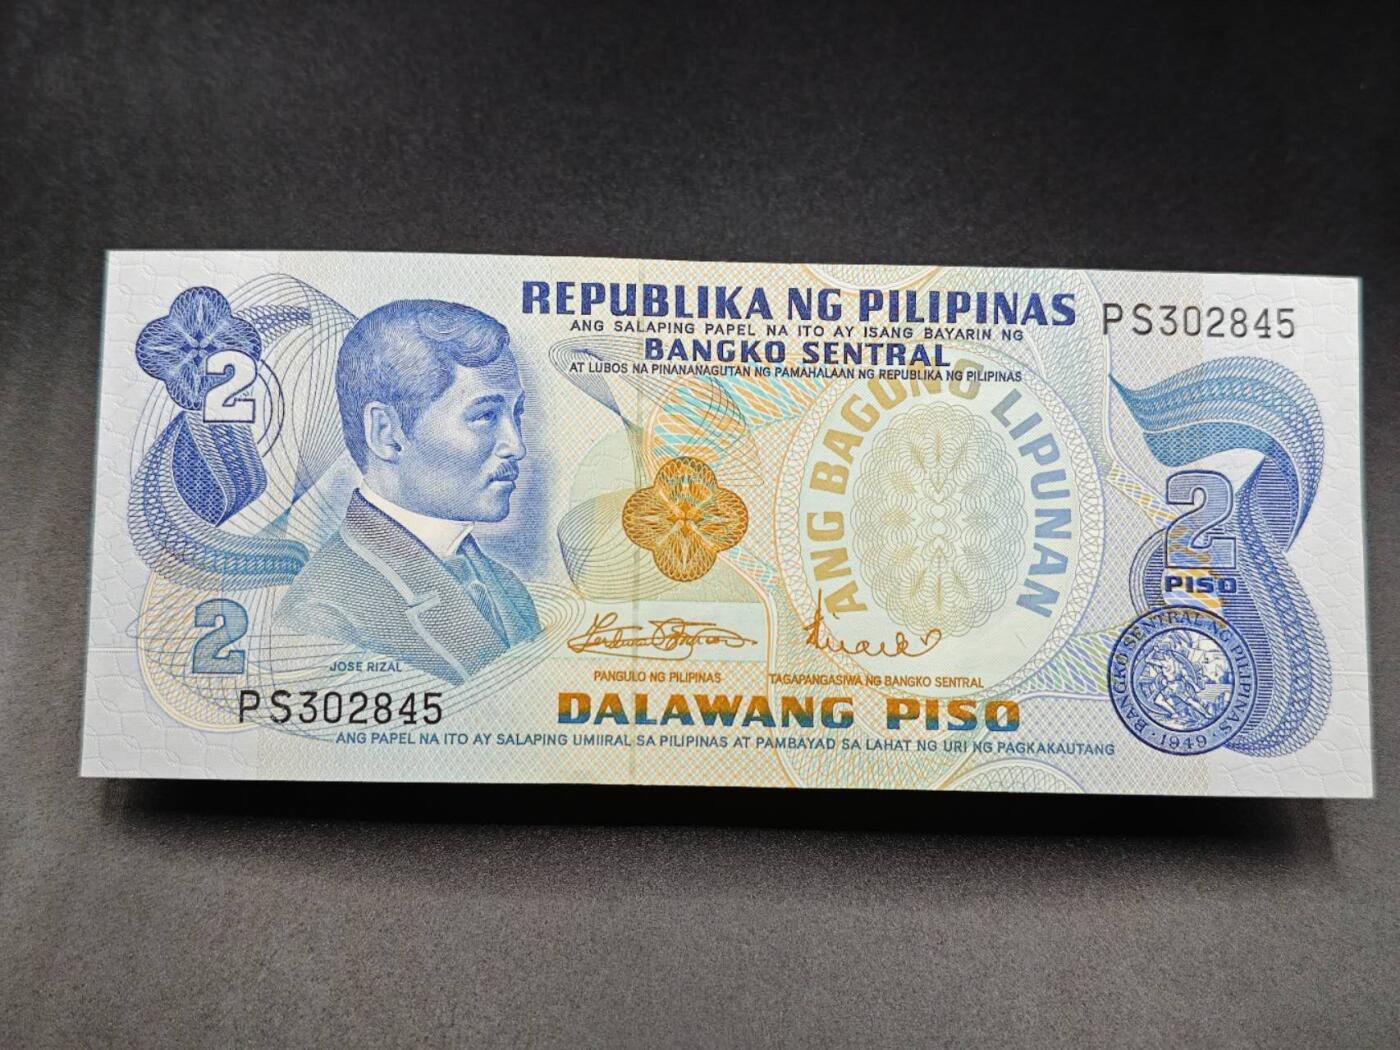 REPUBLIKA NG PILIPINAS
ANG SALAPING PAPEL NA ITO AY ISANG BAYARIN NG
BANGKO SENTRAL
AT LUBOS NA PINANANAGUTAN NG PAMAHALAAN NG REPUBLIKA NG PILIPINAS
PS302845
2
ANG BAGONG LIPUNAN
2
PISO
2
JOSE RIZAL
PANGULO NG PILIPINAS
TAGAPANGASIWA NG BANGKO SENTRAL
BANGKO SENTRAL NG PILIPINAS
1949
PS302845
DALAWANG PISO
ANG PAPEL NA ITO AY SALAPING UMIIRAL SA PILIPINAS AT PAMBAYAD SA LAHAT NG URI NG PAGKAKAUTANG